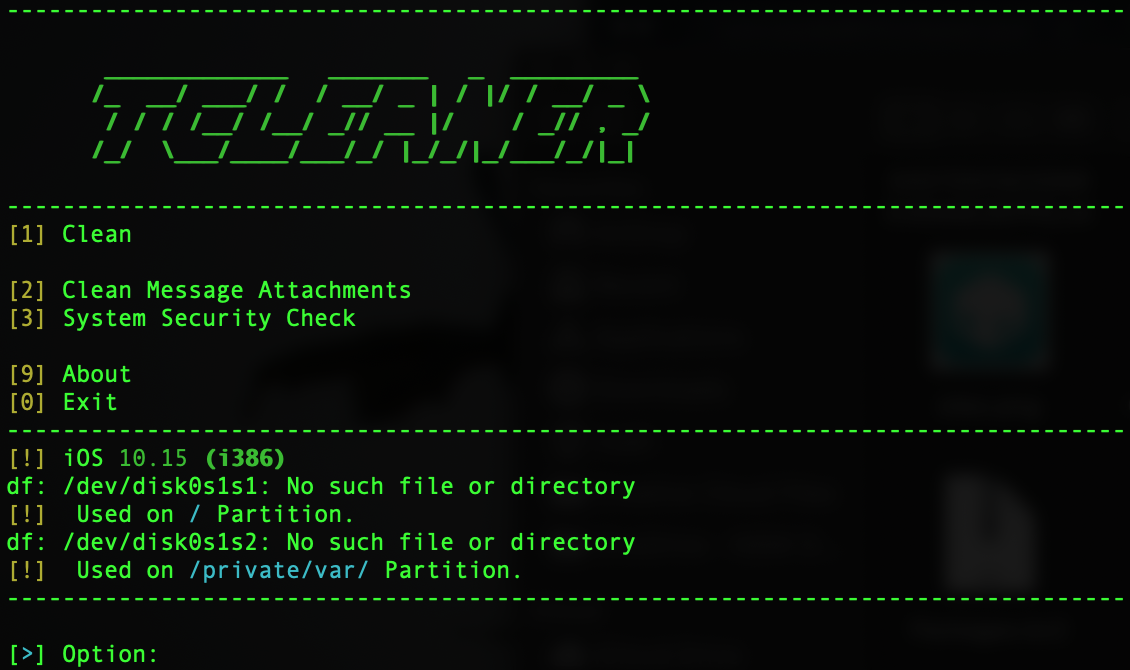 TCLEANER
[1] Clean
[2] Clean Message Attachments
[3] System Security Check
[9] About
[0] Exit
[!] iOS 10.15 (i386)
df: /dev/disk0s1s1: No such file or directory
[!]  Used on / Partition.
df: /dev/disk0s1s2: No such file or directory
[!]  Used on /private/var/ Partition.
[>] Option: